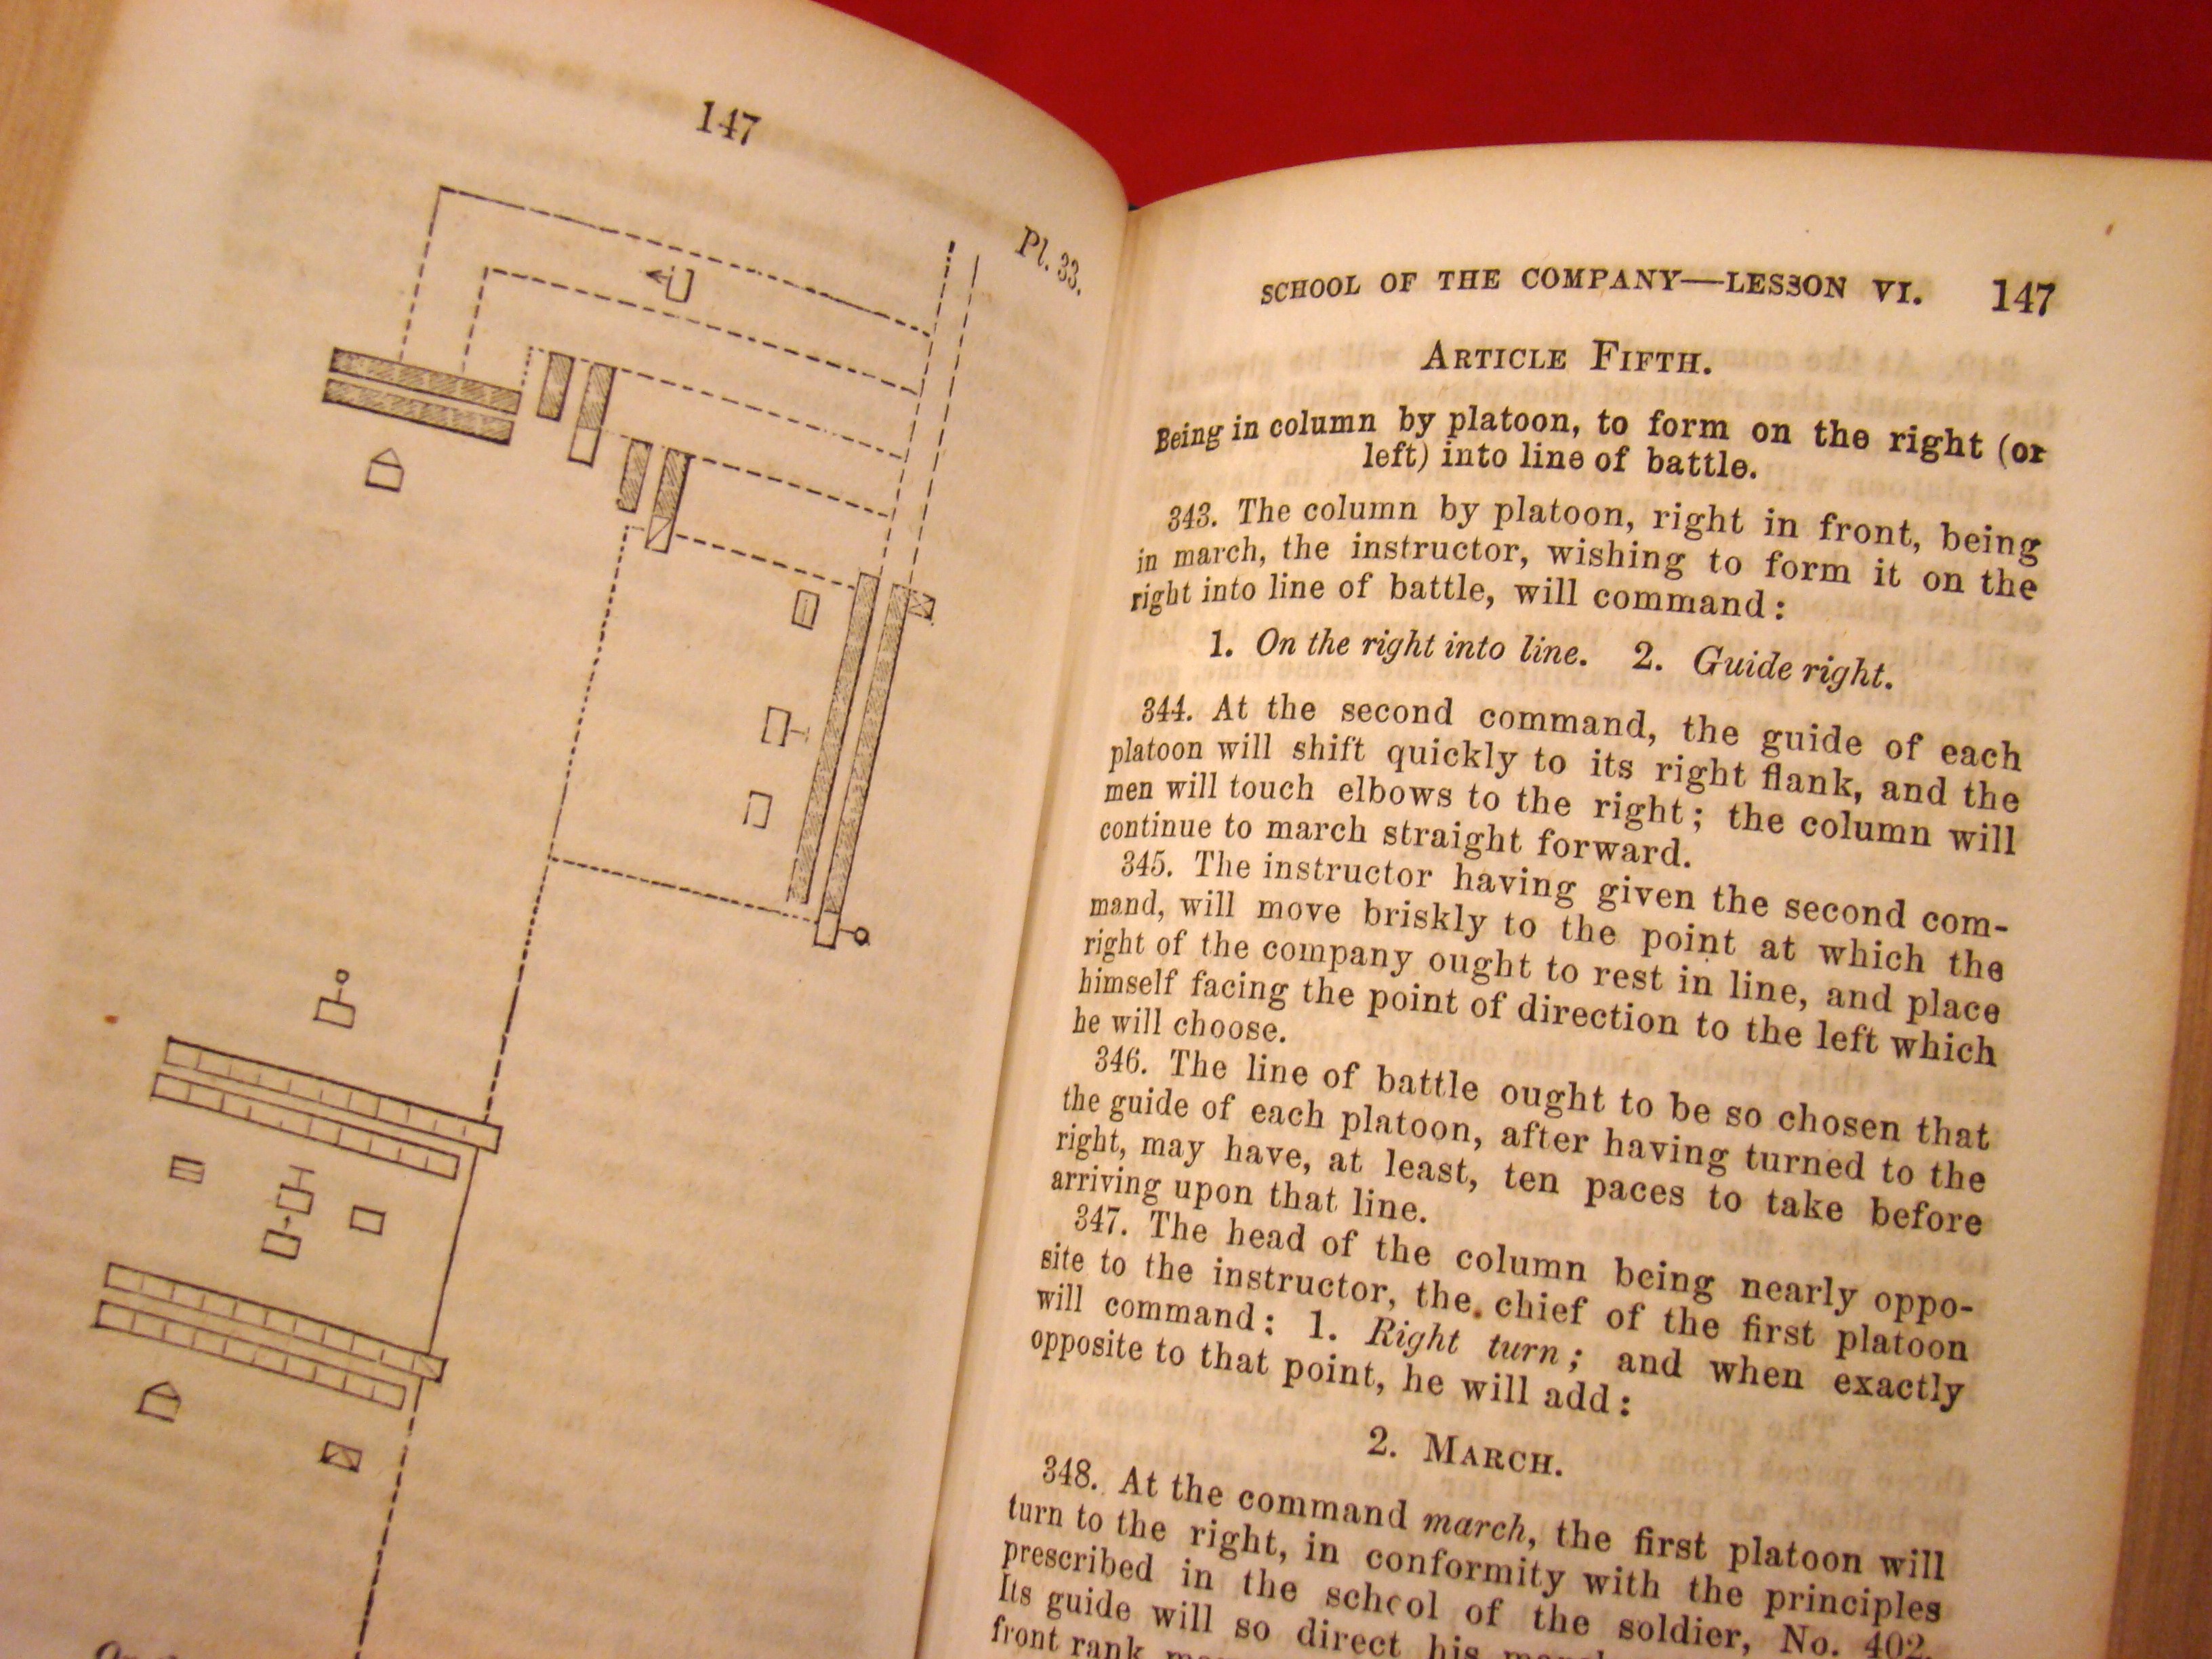 147
Pl. 33.
SCHOOL OF THE COMPANY—LESSON VI. 147
ARTICLE FIFTH.
Being in column by platoon, to form on the right (or
left) into line of battle.
343. The column by platoon, right in front, being
in march, the instructor, wishing to form it on the
right into line of battle, will command:
1. On the right into line. 2. Guide right.
344. At the second command, the guide of each
platoon will shift quickly to its right flank, and the
men will touch elbows to the right; the column will
continue to march straight forward.
345. The instructor having given the second com-
mand, will move briskly to the point at which the
right of the company ought to rest in line, and place
himself facing the point of direction to the left which
he will choose.
346. The line of battle ought to be so chosen that
the guide of each platoon, after having turned to the
right, may have, at least, ten paces to take before
arriving upon that line.
347. The head of the column being nearly oppo-
site to the instructor, the chief of the first platoon
will command: 1. Right turn; and when exactly
opposite to that point, he will add:
2. MARCH.
348. At the command march, the first platoon will
turn to the right, in conformity with the principles
prescribed in the school of the soldier, No. 402.
Its guide will so direct his
front rank